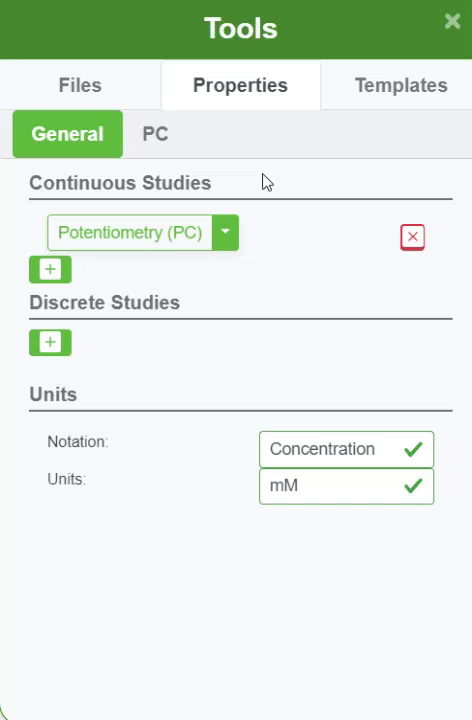 Tools
Files Properties Templates
General PC
Continuous Studies
Potentiometry (PC)
Discrete Studies
Units
Notation: Concentration
Units: mM